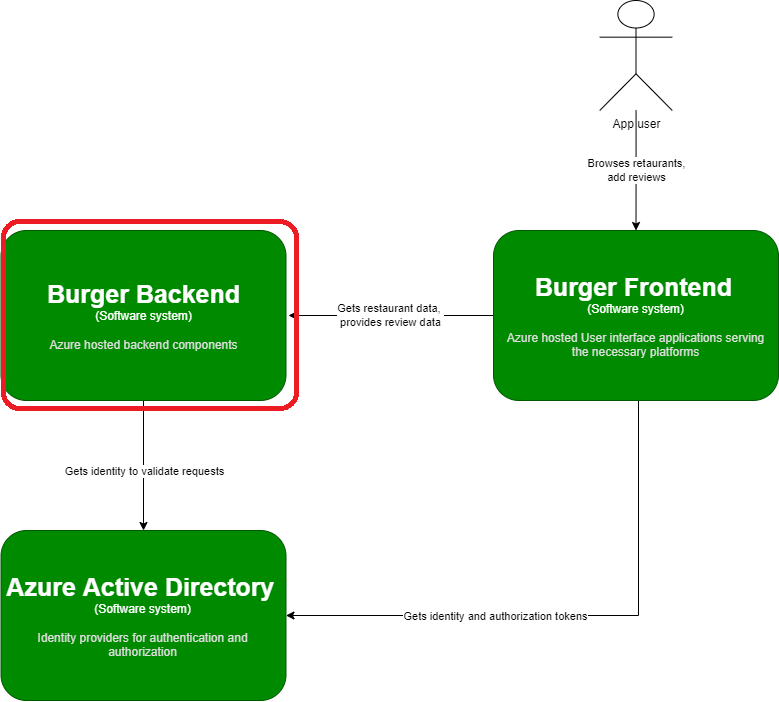 App user
Browses retaurants,
add reviews
Burger Backend
(Software system)
Azure hosted backend components
Gets restaurant data,
provides review data
Burger Frontend
(Software system)
Azure hosted User interface applications serving
the necessary platforms
Gets identity to validate requests
Azure Active Directory
(Software system)
Identity providers for authentication and
authorization
Gets identity and authorization tokens